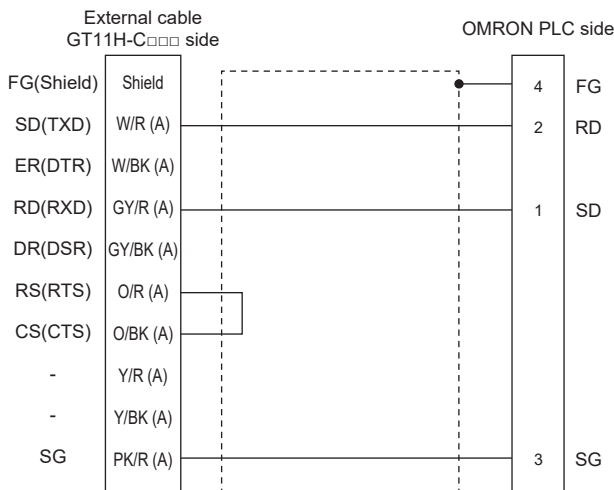 External cable
GT11H-C□□□ side
OMRON PLC side
FG(Shield) Shield 4 FG
SD(TXD) W/R (A) 2 RD
ER(DTR) W/BK (A)
RD(RXD) GY/R (A) 1 SD
DR(DSR) GY/BK (A)
RS(RTS) O/R (A)
CS(CTS) O/BK (A)
- Y/R (A)
- Y/BK (A)
SG PK/R (A) 3 SG